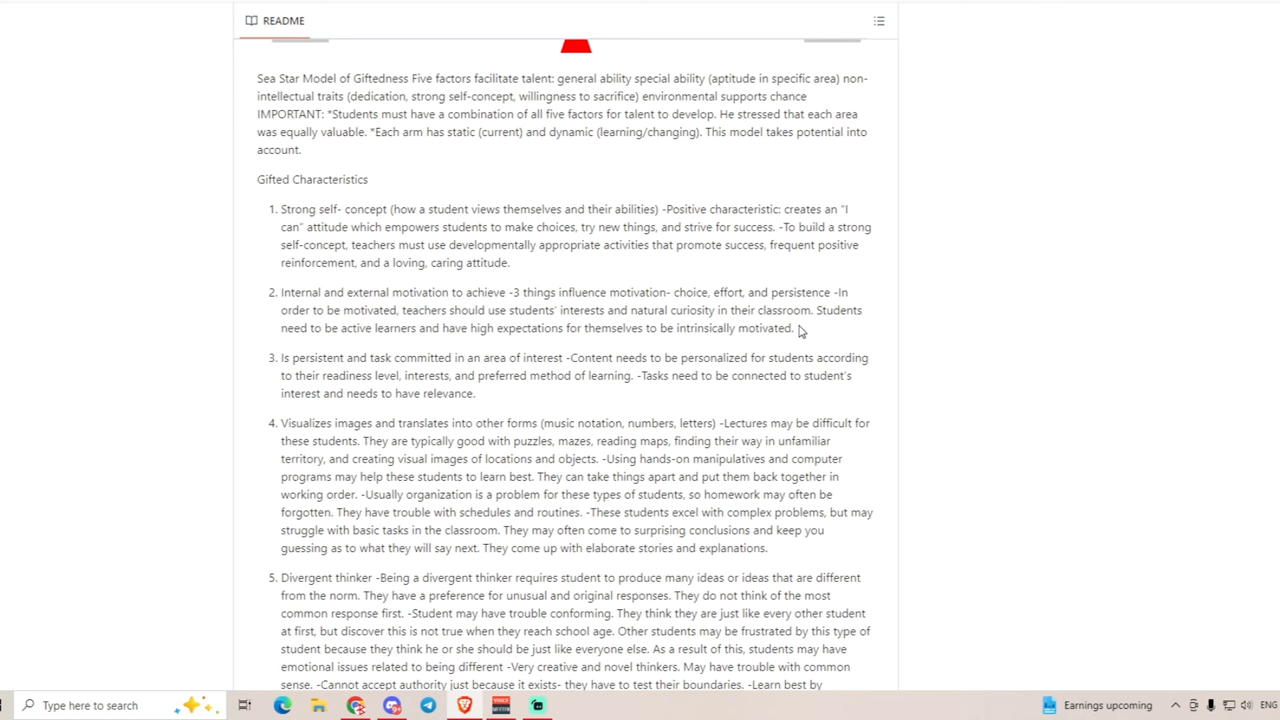 README
Sea Star Model of Giftedness Five factors facilitate talent: general ability special ability (aptitude in specific area) non-
intellectual traits (dedication, strong self-concept, willingness to sacrifice) environmental supports chance
IMPORTANT: *Students must have a combination of all five factors for talent to develop. He stressed that each area
was equally valuable. *Each arm has static (current) and dynamic (learning/changing). This model takes potential into
account.
Gifted Characteristics
1. Strong self- concept (how a student views themselves and their abilities) -Positive characteristic: creates an “I
can” attitude which empowers students to make choices, try new things, and strive for success. -To build a strong
self-concept, teachers must use developmentally appropriate activities that promote success, frequent positive
reinforcement, and a loving, caring attitude.
2. Internal and external motivation to achieve -3 things influence motivation- choice, effort, and persistence -In
order to be motivated, teachers should use students’ interests and natural curiosity in their classroom. Students
need to be active learners and have high expectations for themselves to be intrinsically motivated.
3. Is persistent and task committed in an area of interest -Content needs to be personalized for students according
to their readiness level, interests, and preferred method of learning. -Tasks need to be connected to student’s
interest and needs to have relevance.
4. Visualizes images and translates into other forms (music notation, numbers, letters) -Lectures may be difficult for
these students. They are typically good with puzzles, mazes, reading maps, finding their way in unfamiliar
territory, and creating visual images of locations and objects. -Using hands-on manipulatives and computer
programs may help these students to learn best. They can take things apart and put them back together in
working order. -Usually organization is a problem for these types of students, so homework may often be
forgotten. They have trouble with schedules and routines. -These students excel with complex problems, but may
struggle with basic tasks in the classroom. They may often come to surprising conclusions and keep you
guessing as to what they will say next. They come up with elaborate stories and explanations.
5. Divergent thinker -Being a divergent thinker requires student to produce many ideas or ideas that are different
from the norm. They have a preference for unusual and original responses. They do not think of the most
common response first. -Student may have trouble conforming. They think they are just like every other student
at first, but discover this is not true when they reach school age. Other students may be frustrated by this type of
student because they think he or she should be just like everyone else. As a result of this, students may have
emotional issues related to being different -Very creative and novel thinkers. May have trouble with common
sense. -Cannot accept authority just because it exists- they have to test their boundaries. -Learn best by
Type here to search
Earnings upcoming
ENG